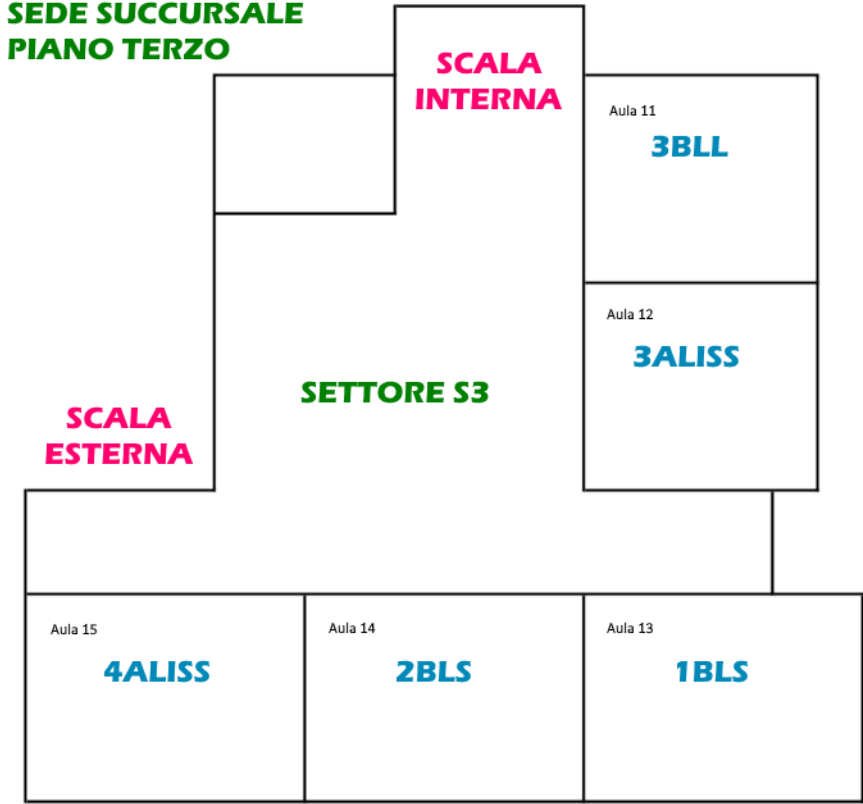 SEDE SUCCURSALE
PIANO TERZO
SCALA
INTERNA
Aula 11
3BLL
Aula 12
3ALISS
SETTORE S3
SCALA
ESTERNA
Aula 15
4ALISS
Aula 14
2BLS
Aula 13
1BLS